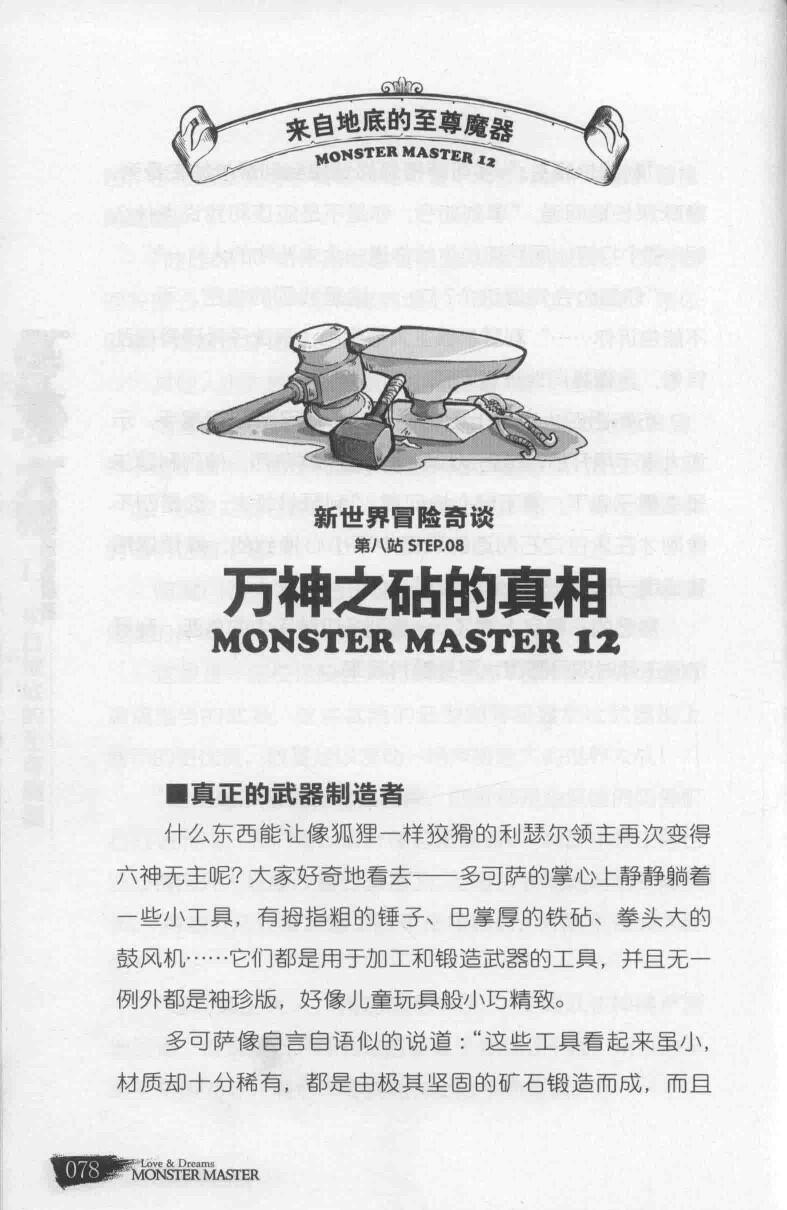 来自地底的至尊魔器
MONSTER MASTER 12
新世界冒险奇谈
第八站 STEP.08
万神之砧的真相
MONSTER MASTER 12
■真正的武器制造者
什么东西能让像狐狸一样狡猾的利瑟尔领主再次变得
六神无主呢？大家好奇地看去——多可萨的掌心上静静躺着
一些小工具，有拇指粗的锤子、巴掌厚的铁砧、拳头大的
鼓风机……它们都是用于加工和锻造武器的工具，并且无一
例外都是袖珍版，好像儿童玩具般小巧精致。
多可萨像自言自语似的说道：“这些工具看起来虽小，
材质却十分稀有，都是由极其坚固的矿石锻造而成，而且
078
Love & Dreams
MONSTER MASTER